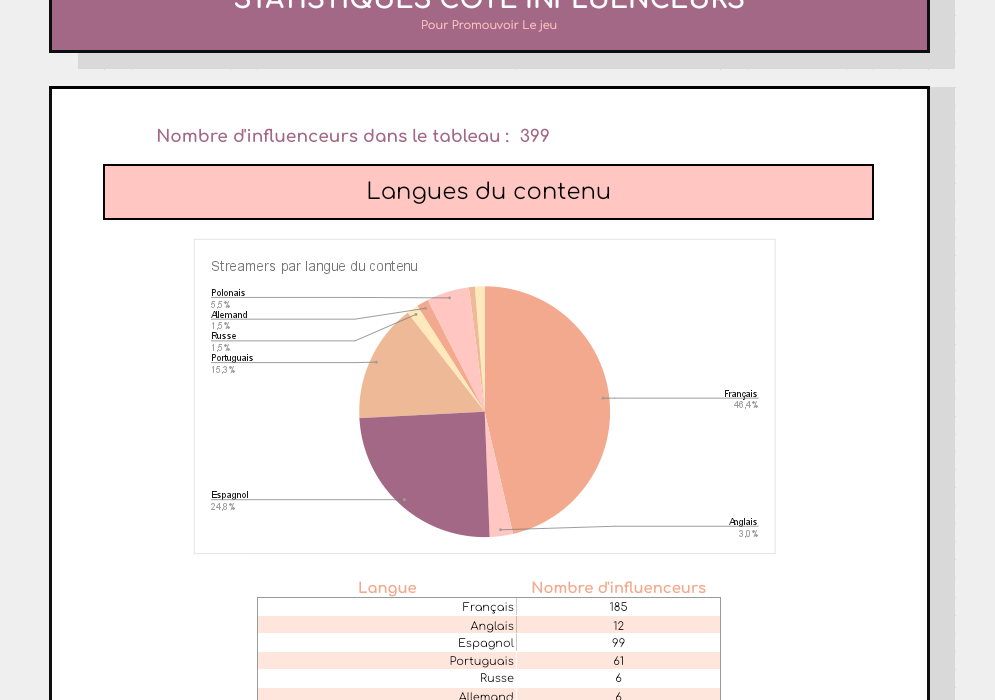 STATISTIQUES COTÉ INFLUENCEURS
Pour Promouvoir Le jeu
Nombre d'influenceurs dans le tableau : 399
Langues du contenu
Streamers par langue du contenu
Polonais
5,5%
Allemand
1,5%
Russe
1,5%
Portuguais
15,3%
Français
46,4%
Espagnol
24,8%
Anglais
3,0%
Langue Nombre d'influenceurs
Français 185
Anglais 12
Espagnol 99
Portuguais 61
Russe 6
Allemand 6